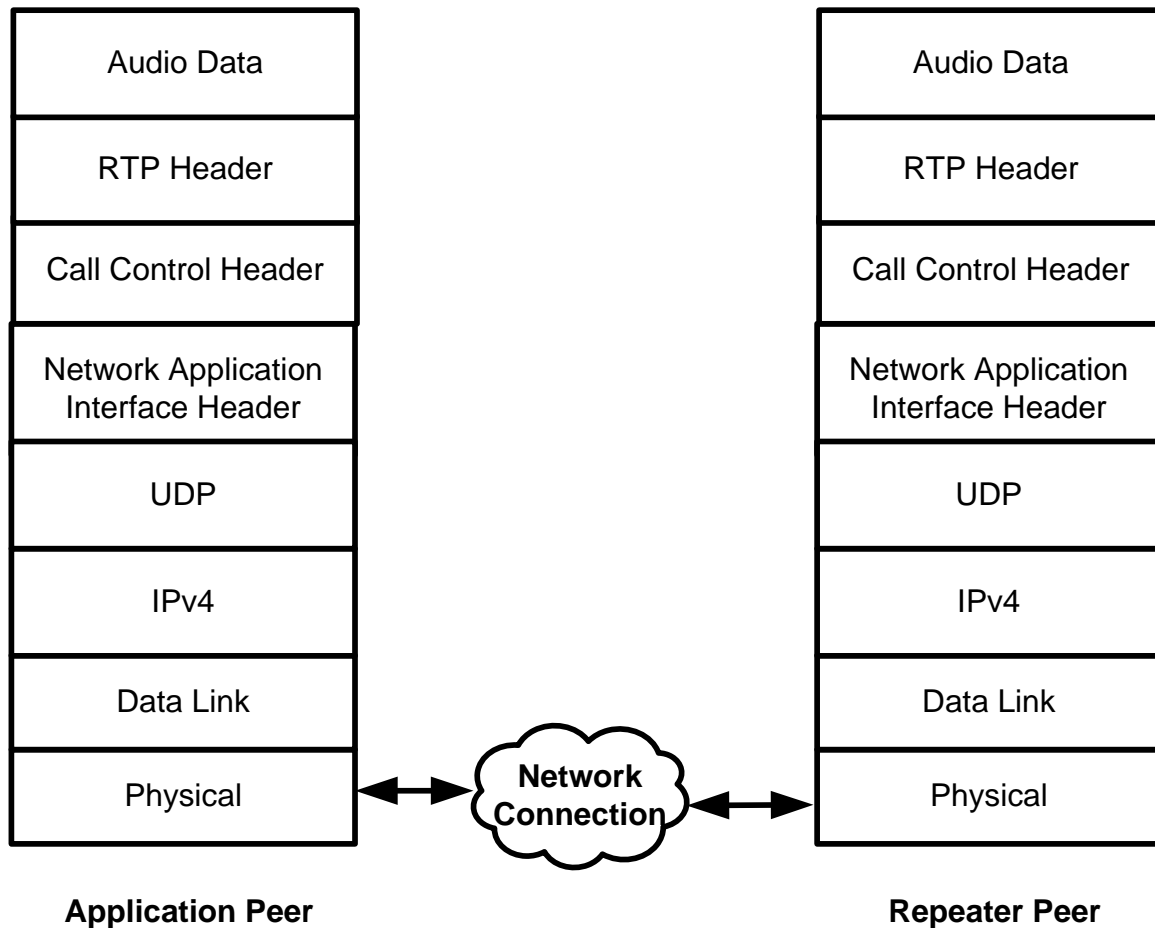 Audio Data
RTP Header
Call Control Header
Network Application
Interface Header
UDP
IPv4
Data Link
Physical
Application Peer
Network
Connection
Audio Data
RTP Header
Call Control Header
Network Application
Interface Header
UDP
IPv4
Data Link
Physical
Repeater Peer